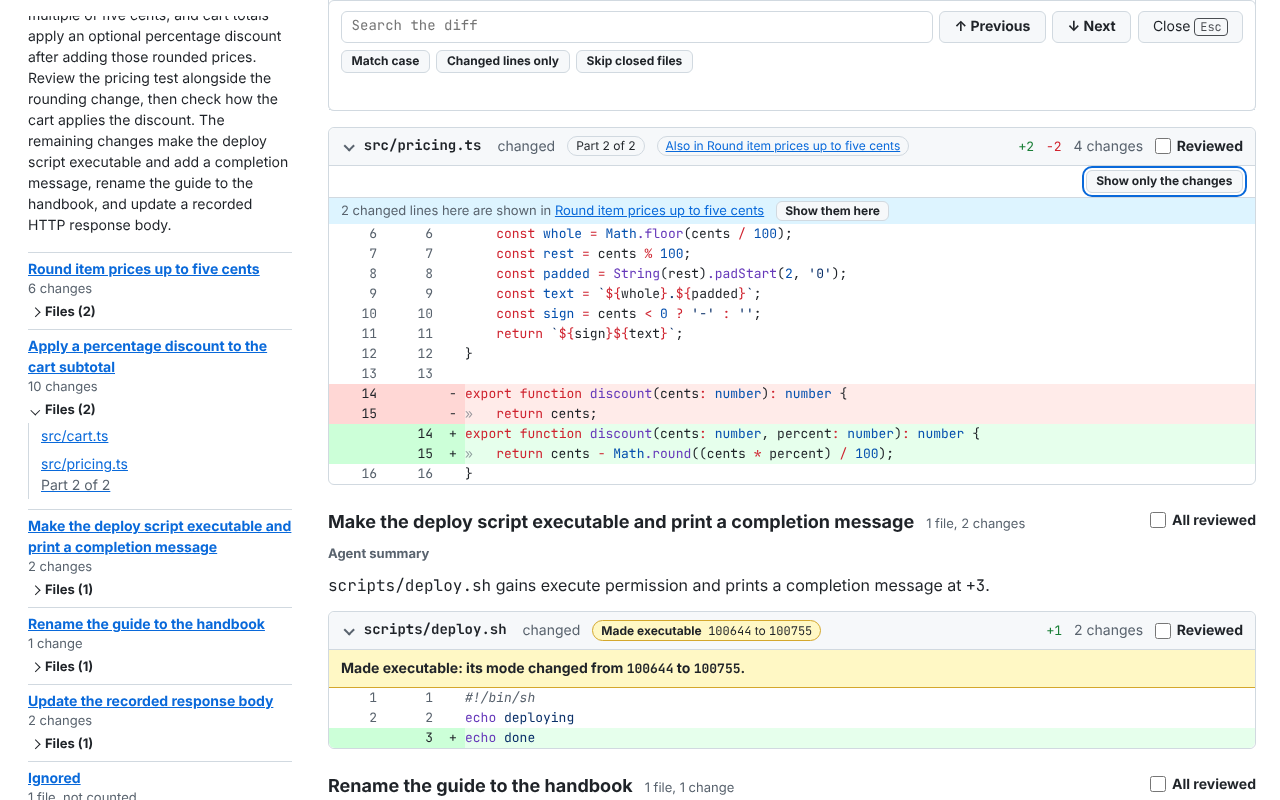 multiple of five cents, and cart totals
apply an optional percentage discount
after adding those rounded prices.
Review the pricing test alongside the
rounding change, then check how the
cart applies the discount. The
remaining changes make the deploy
script executable and add a completion
message, rename the guide to the
handbook, and update a recorded
HTTP response body.
Round item prices up to five cents
6 changes
Files (2)
Apply a percentage discount to the
cart subtotal
10 changes
Files (2)
src/cart.ts
src/pricing.ts
Part 2 of 2
Make the deploy script executable and
print a completion message
2 changes
Files (1)
Rename the guide to the handbook
1 change
Files (1)
Update the recorded response body
2 changes
Files (1)
Ignored
1 file, not counted
Search the diff
↑ Previous
↓ Next
Close Esc
Match case
Changed lines only
Skip closed files
src/pricing.ts changed Part 2 of 2 Also in Round item prices up to five cents +2 -2 4 changes Reviewed
Show only the changes
2 changed lines here are shown in Round item prices up to five cents Show them here
6 6 const whole = Math.floor(cents / 100);
7 7 const rest = cents % 100;
8 8 const padded = String(rest).padStart(2, '0');
9 9 const text = `${whole}.${padded}`;
10 10 const sign = cents < 0 ? '-' : '';
11 11 return `${sign}${text}`;
12 12 }
13 13
14 - export function discount(cents: number): number {
15 - » return cents;
14 + export function discount(cents: number, percent: number): number {
15 + » return cents - Math.round((cents * percent) / 100);
16 16 }
Make the deploy script executable and print a completion message 1 file, 2 changes All reviewed
Agent summary
scripts/deploy.sh gains execute permission and prints a completion message at +3.
scripts/deploy.sh changed Made executable 100644 to 100755 +1 2 changes Reviewed
Made executable: its mode changed from 100644 to 100755.
1 1 #!/bin/sh
2 2 echo deploying
3 + echo done
Rename the guide to the handbook 1 file, 1 change All reviewed